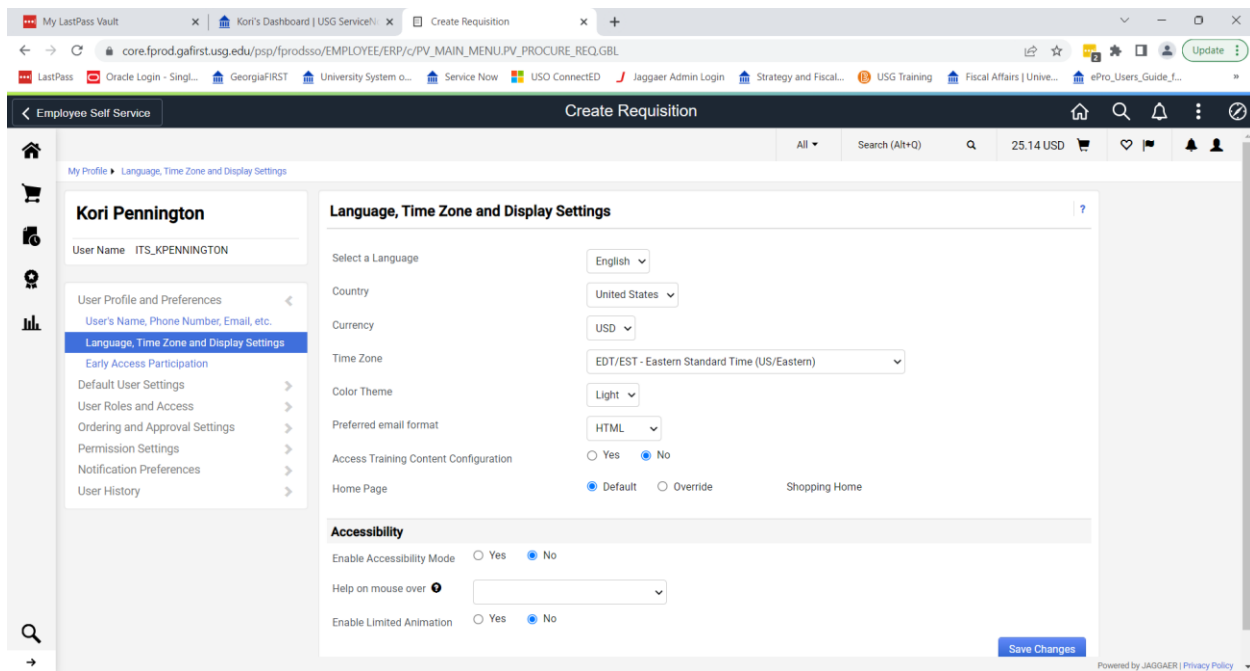 My LastPass Vault
Kori's Dashboard | USG ServiceN
Create Requisition
core.fprod.gafirst.usg.edu/psp/fprodsso/EMPLOYEE/ERP/c/PV_MAIN_MENU.PV_PROCURE_REQ.GBL
2
Update
LastPass Oracle Login - Singl... GeorgiaFIRST University System o... Service Now USO ConnectED Jaggaer Admin Login Strategy and Fiscal... USG Training Fiscal Affairs | Unive... ePro_Users_Guide_f... »
Employee Self Service
Create Requisition
All Search (Alt+Q) 25.14 USD
My Profile Language, Time Zone and Display Settings
Kori Pennington
User Name ITS_KPENNINGTON
User Profile and Preferences
User's Name, Phone Number, Email, etc.
Language, Time Zone and Display Settings
Early Access Participation
Default User Settings
User Roles and Access
Ordering and Approval Settings
Permission Settings
Notification Preferences
User History
Language, Time Zone and Display Settings ?
Select a Language English
Country United States
Currency USD
Time Zone EDT/EST - Eastern Standard Time (US/Eastern)
Color Theme Light
Preferred email format HTML
Access Training Content Configuration Yes No
Home Page Default Override Shopping Home
Accessibility
Enable Accessibility Mode Yes No
Help on mouse over ?
Enable Limited Animation Yes No
Save Changes
Powered by JAGGAER | Privacy Policy